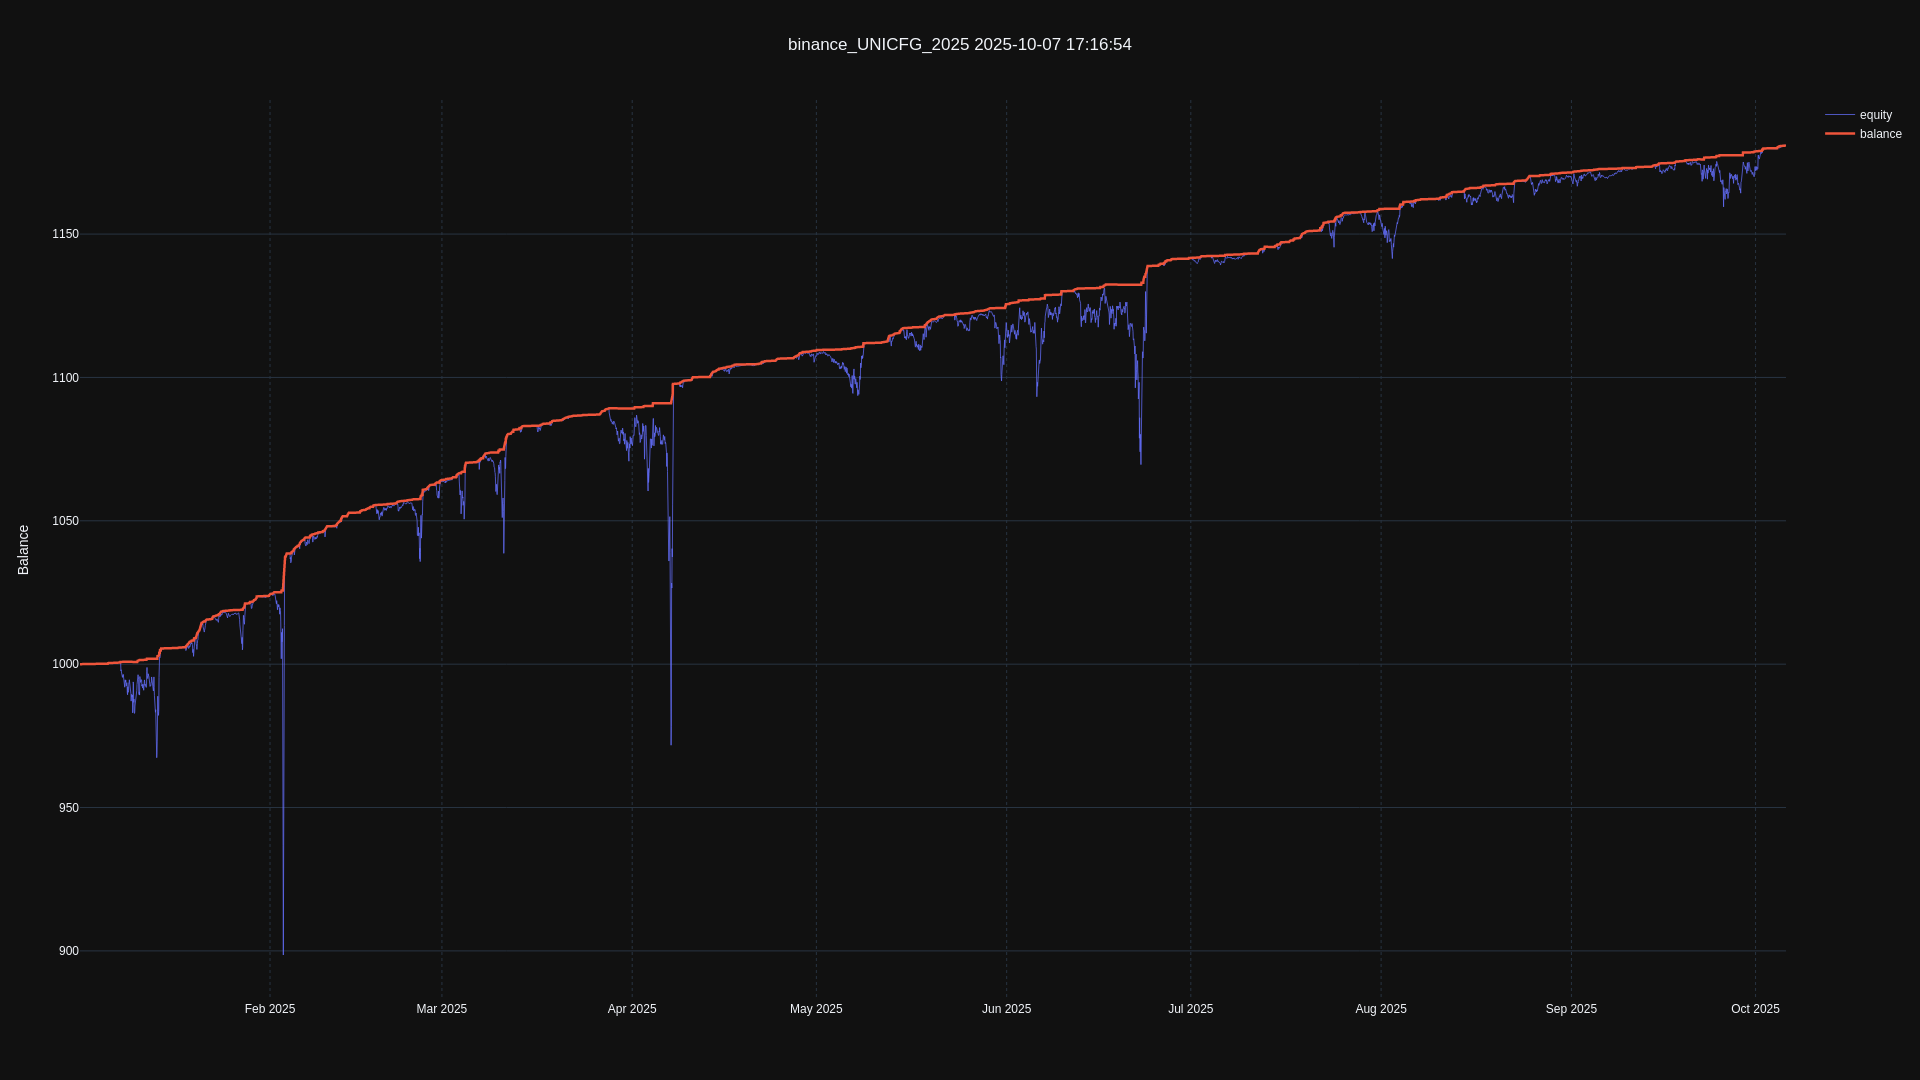 binance_UNICFG_2025 2025-10-07 17:16:54
equity
balance
1150
1100
1050
1000
950
900
Balance
Feb 2025
Mar 2025
Apr 2025
May 2025
Jun 2025
Jul 2025
Aug 2025
Sep 2025
Oct 2025